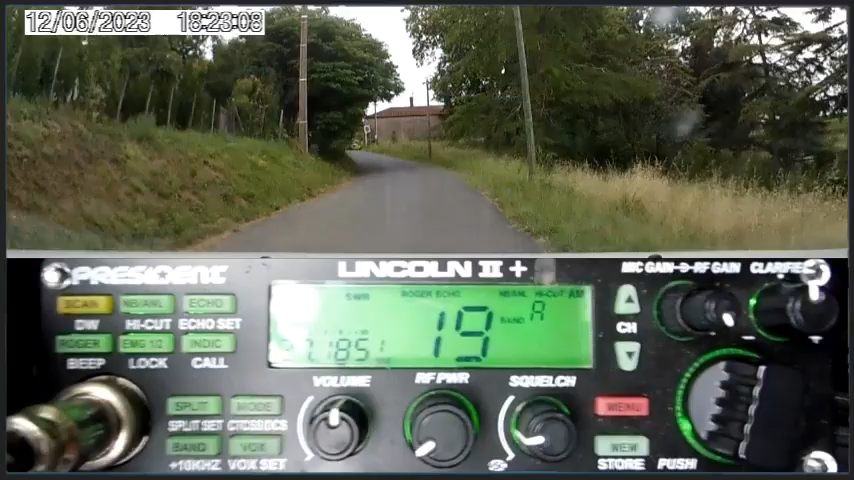 12/06/2023 18:23:08
PRESIDENT LINCOLN II + MIC GAIN RF GAIN CLARIFIER
SCAN NB/ANL ECHO SWR ROGER ECHO NB/ANL HI-CUT AM
DW HI-CUT ECHO SET 19 BAND A CH
ROGER EMG 1/2 INDIC
BEEP LOCK CALL 27.1851
VOLUME RF PWR SQUELCH
SPLIT MODE MENU
SPLIT SET CTCSS DCS
BAND VOX MEM
+10KHZ VOX SET STORE PUSH